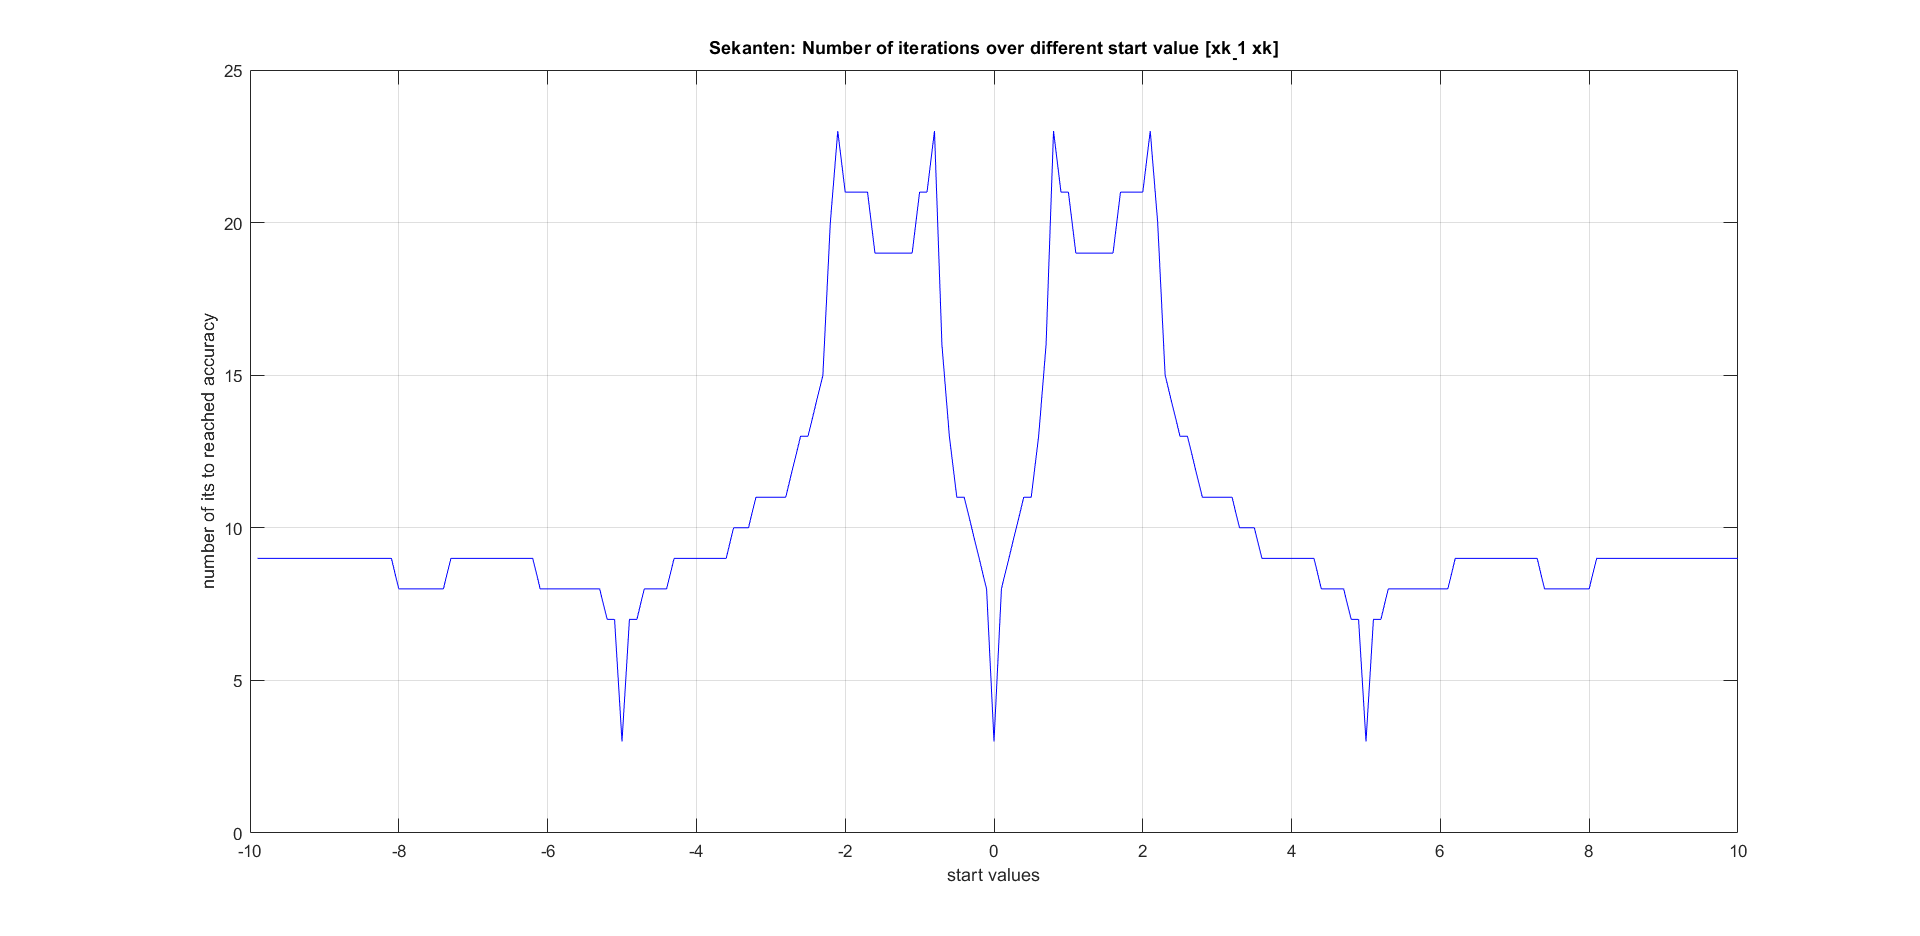 Sekanten: Number of iterations over different start value [xk_1 xk]
25
20
15
10
5
0
number of its to reached accuracy
-10 -8 -6 -4 -2 0 2 4 6 8 10
start values